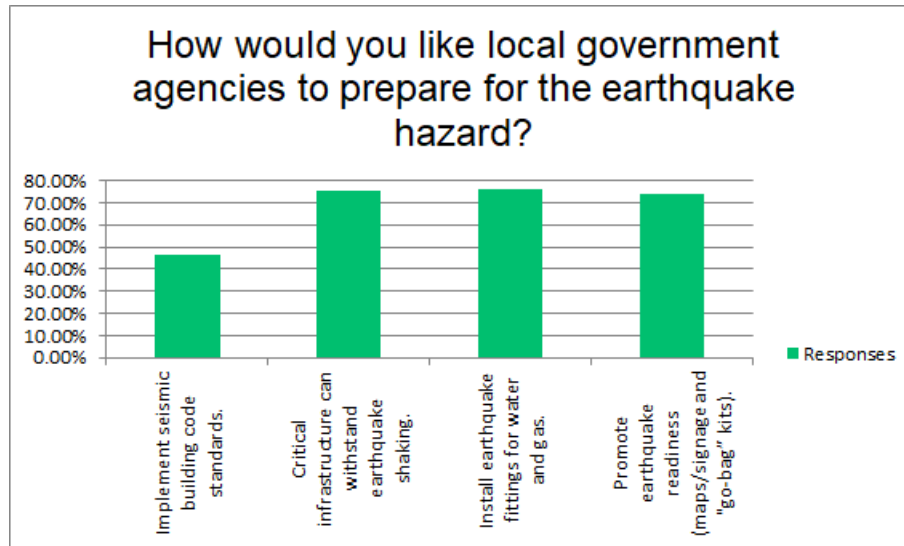 How would you like local government
agencies to prepare for the earthquake
hazard?
80.00%
70.00%
60.00%
50.00%
40.00%
30.00%
20.00%
10.00%
0.00%
Implement seismic
building code
standards.
Critical
infrastructure can
withstand
earthquake
shaking.
Install earthquake
fittings for water
and gas.
Promote
earthquake
readiness
(maps/signage and
"go-bag” kits).
Responses